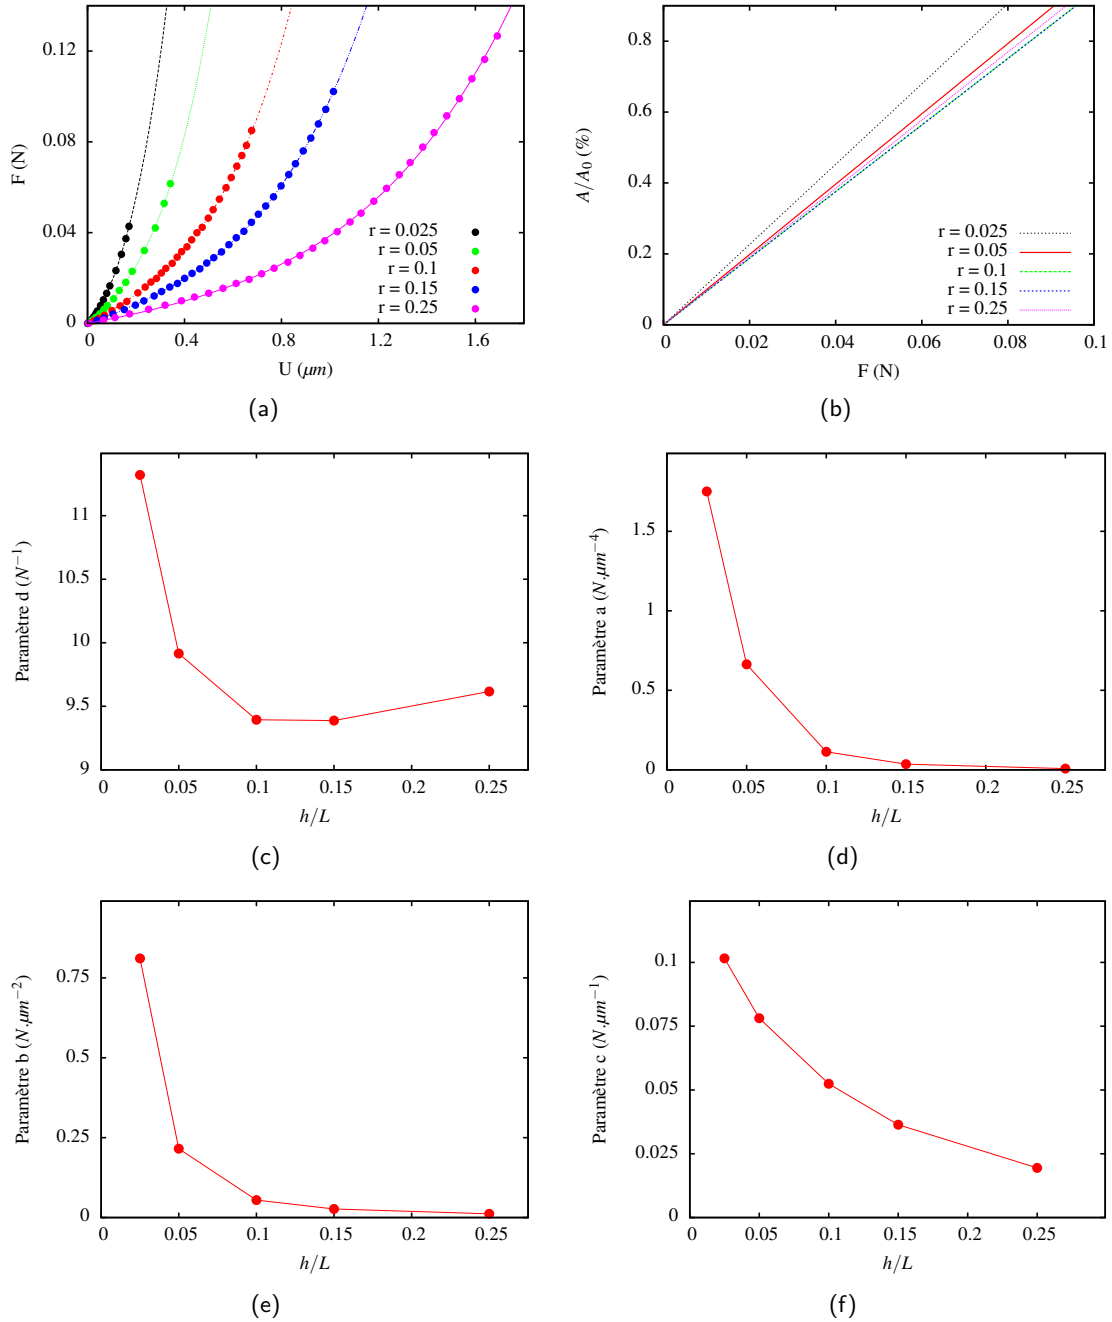 0.12
0.08
0.04
0
F (N)
r = 0.025
r = 0.05
r = 0.1
r = 0.15
r = 0.25
0 0.4 0.8 1.2 1.6
U (μm)
(a)
0.8
0.6
0.4
0.2
0
A/A0 (%)
r = 0.025
r = 0.05
r = 0.1
r = 0.15
r = 0.25
0 0.02 0.04 0.06 0.08 0.1
F (N)
(b)
11
10.5
10
9.5
9
Paramètre d (N−1)
0 0.05 0.1 0.15 0.2 0.25
h/L
(c)
1.5
1
0.5
0
Paramètre a (N.μm−4)
0 0.05 0.1 0.15 0.2 0.25
h/L
(d)
0.75
0.5
0.25
0
Paramètre b (N.μm−2)
0 0.05 0.1 0.15 0.2 0.25
h/L
(e)
0.1
0.075
0.05
0.025
0
Paramètre c (N.μm−1)
0 0.05 0.1 0.15 0.2 0.25
h/L
(f)